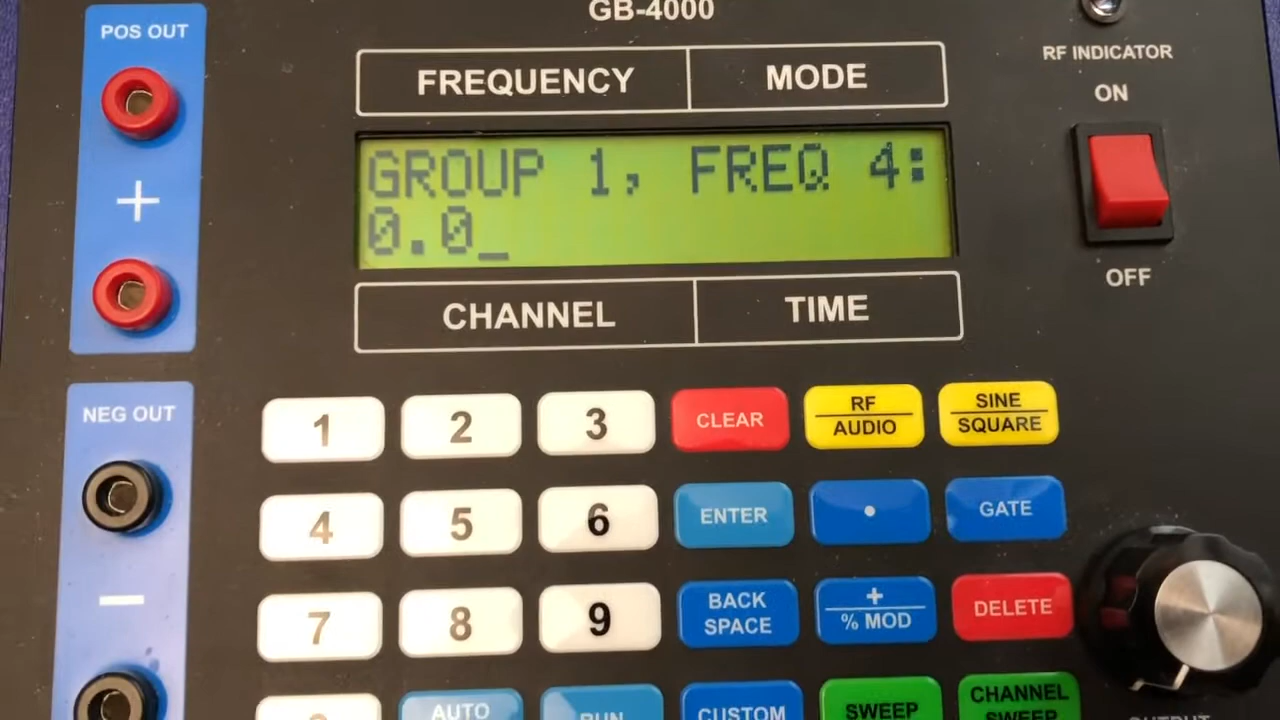 GB-4000
POS OUT
RF INDICATOR
FREQUENCY
MODE
ON
GROUP 1, FREQ 4:
0.0_
OFF
CHANNEL
TIME
NEG OUT
1 2 3 CLEAR RF AUDIO SINE SQUARE
4 5 6 ENTER . GATE
7 8 9 BACK SPACE + % MOD DELETE
AUTO RUN CUSTOM SWEEP CHANNEL SWEEP
OUTPUT